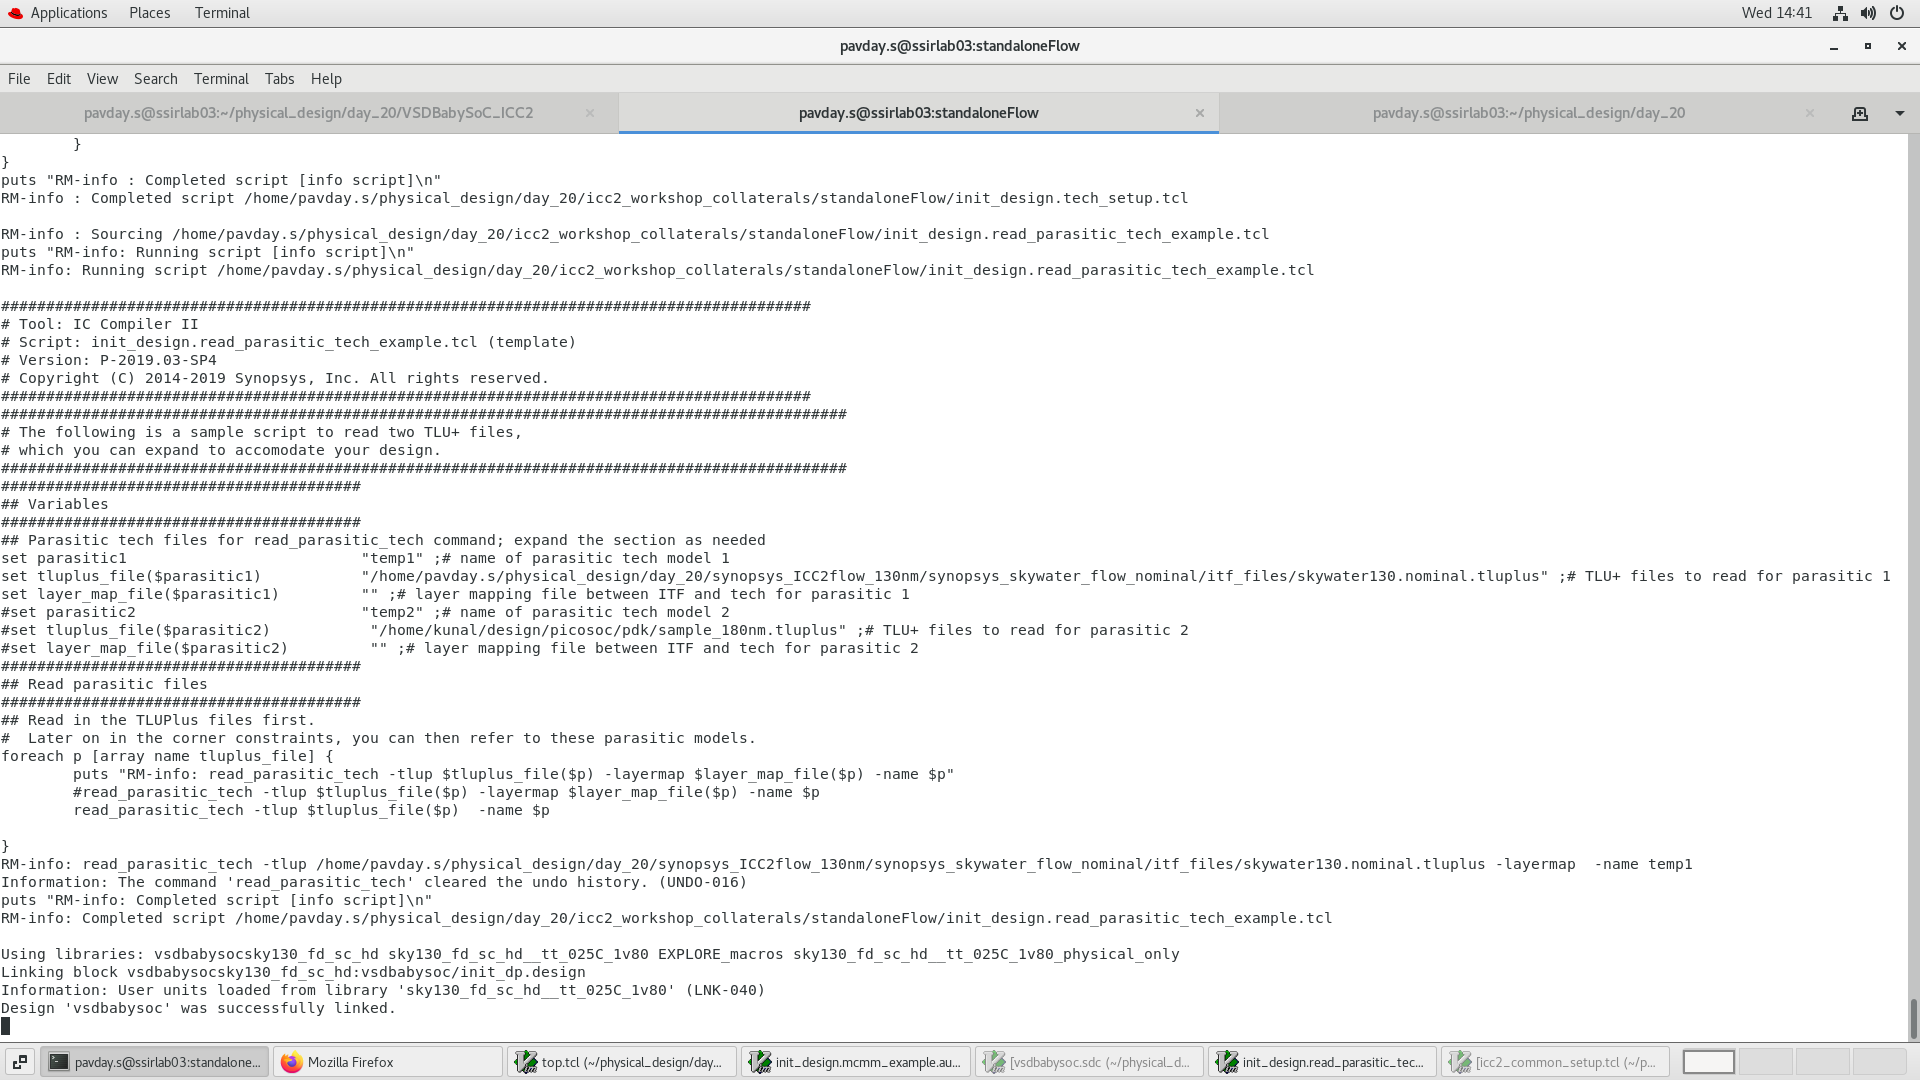 Applications Places Terminal Wed 14:41
pavday.s@ssirlab03:standaloneFlow
File Edit View Search Terminal Tabs Help
pavday.s@ssirlab03:~/physical_design/day_20/VSDBabySoC_ICC2 × pavday.s@ssirlab03:standaloneFlow × pavday.s@ssirlab03:~/physical_design/day_20 ×
        }
}
puts "RM-info : Completed script [info script]\n"
RM-info : Completed script /home/pavday.s/physical_design/day_20/icc2_workshop_collaterals/standaloneFlow/init_design.tech_setup.tcl
RM-info : Sourcing /home/pavday.s/physical_design/day_20/icc2_workshop_collaterals/standaloneFlow/init_design.read_parasitic_tech_example.tcl
puts "RM-info: Running script [info script]\n"
RM-info: Running script /home/pavday.s/physical_design/day_20/icc2_workshop_collaterals/standaloneFlow/init_design.read_parasitic_tech_example.tcl
##########################################################################################
# Tool: IC Compiler II
# Script: init_design.read_parasitic_tech_example.tcl (template)
# Version: P-2019.03-SP4
# Copyright (C) 2014-2019 Synopsys, Inc. All rights reserved.
##########################################################################################
##############################################################################################
# The following is a sample script to read two TLU+ files,
# which you can expand to accomodate your design.
##############################################################################################
########################################
## Variables
########################################
## Parasitic tech files for read_parasitic_tech command; expand the section as needed
set parasitic1                          "temp1" ;# name of parasitic tech model 1
set tluplus_file($parasitic1)           "/home/pavday.s/physical_design/day_20/synopsys_ICC2flow_130nm/synopsys_skywater_flow_nominal/itf_files/skywater130.nominal.tluplus" ;# TLU+ files to read for parasitic 1
set layer_map_file($parasitic1)         "" ;# layer mapping file between ITF and tech for parasitic 1
#set parasitic2                         "temp2" ;# name of parasitic tech model 2
#set tluplus_file($parasitic2)           "/home/kunal/design/picosoc/pdk/sample_180nm.tluplus" ;# TLU+ files to read for parasitic 2
#set layer_map_file($parasitic2)         "" ;# layer mapping file between ITF and tech for parasitic 2
########################################
## Read parasitic files
########################################
## Read in the TLUPlus files first.
#  Later on in the corner constraints, you can then refer to these parasitic models.
foreach p [array name tluplus_file] {
        puts "RM-info: read_parasitic_tech -tlup $tluplus_file($p) -layermap $layer_map_file($p) -name $p"
        #read_parasitic_tech -tlup $tluplus_file($p) -layermap $layer_map_file($p) -name $p
        read_parasitic_tech -tlup $tluplus_file($p)  -name $p
}
RM-info: read_parasitic_tech -tlup /home/pavday.s/physical_design/day_20/synopsys_ICC2flow_130nm/synopsys_skywater_flow_nominal/itf_files/skywater130.nominal.tluplus -layermap  -name temp1
Information: The command 'read_parasitic_tech' cleared the undo history. (UNDO-016)
puts "RM-info: Completed script [info script]\n"
RM-info: Completed script /home/pavday.s/physical_design/day_20/icc2_workshop_collaterals/standaloneFlow/init_design.read_parasitic_tech_example.tcl
Using libraries: vsdbabysocsky130_fd_sc_hd sky130_fd_sc_hd__tt_025C_1v80 EXPLORE_macros sky130_fd_sc_hd__tt_025C_1v80_physical_only
Linking block vsdbabysocsky130_fd_sc_hd:vsdbabysoc/init_dp.design
Information: User units loaded from library 'sky130_fd_sc_hd__tt_025C_1v80' (LNK-040)
Design 'vsdbabysoc' was successfully linked.
pavday.s@ssirlab03:standalone... Mozilla Firefox top.tcl (~/physical_design/day... init_design.mcmm_example.au... [vsdbabysoc.sdc (~/physical_d... init_design.read_parasitic_tec... [icc2_common_setup.tcl (~/p...